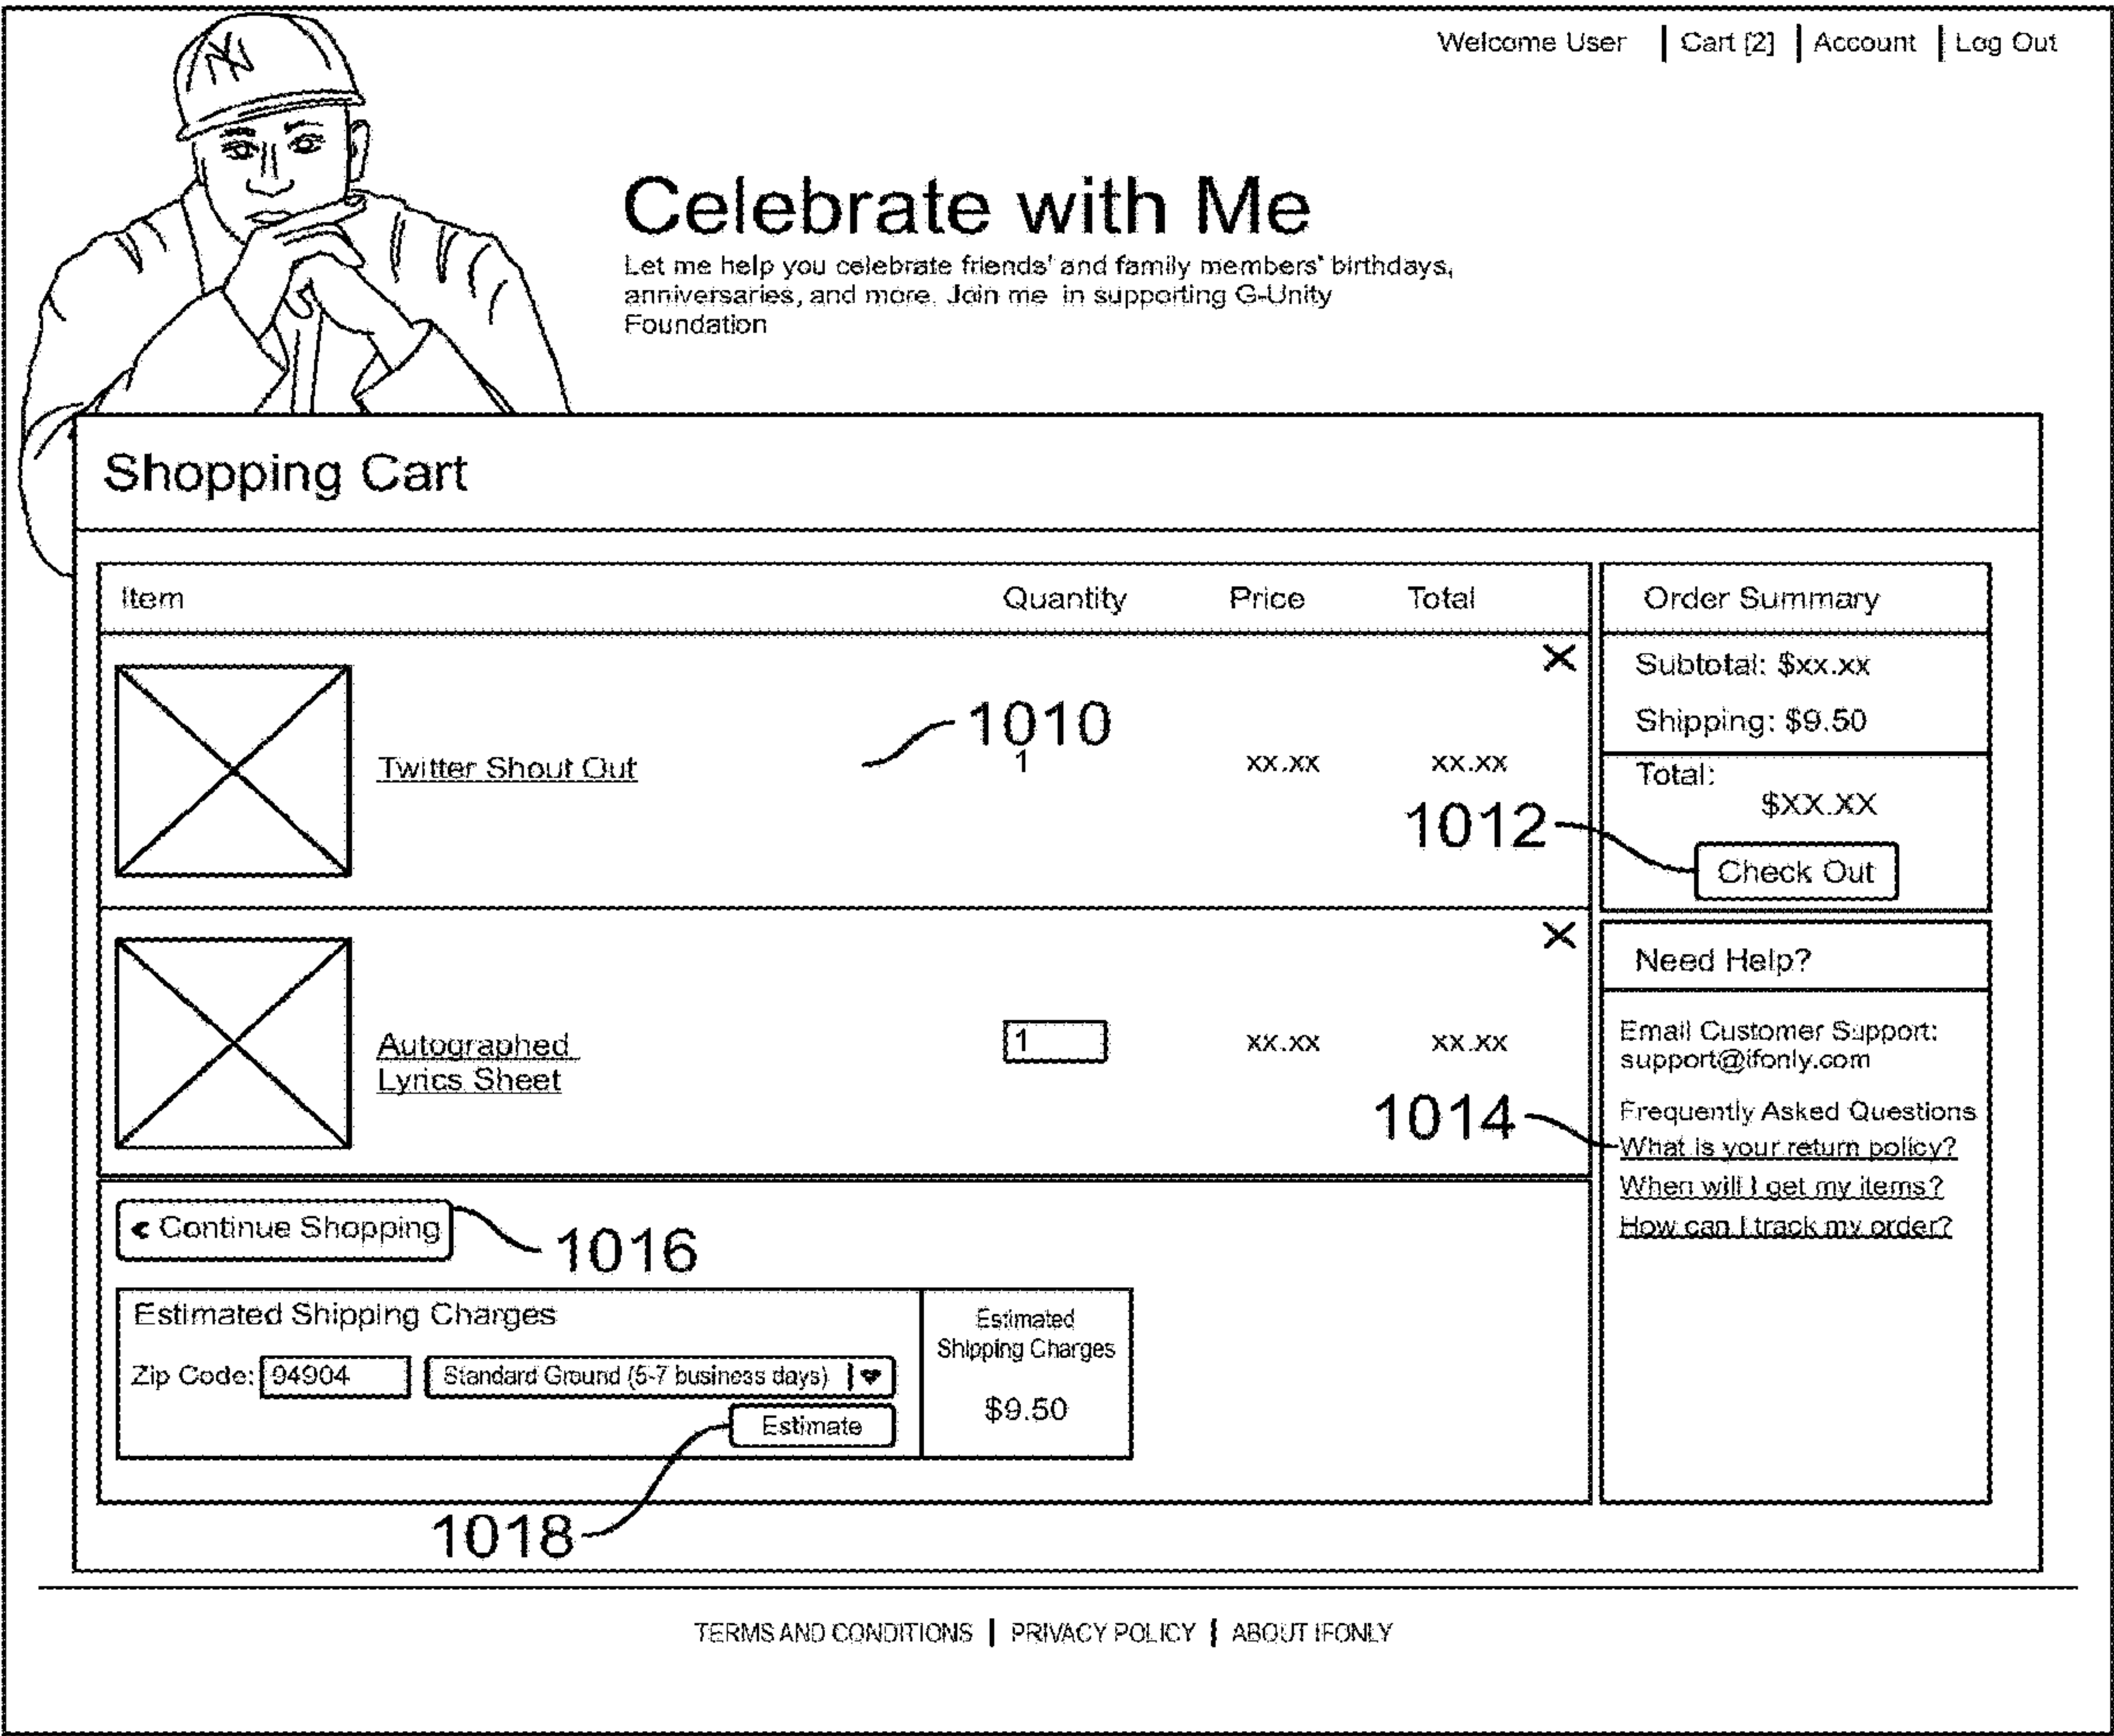 NY
Welcome User | Cart [2] | Account | Log Out
Celebrate with Me
Let me help you celebrate friends' and family members' birthdays,
anniversaries, and more. Join me in supporting G-Unity
Foundation
Shopping Cart
Item Quantity Price Total
1010
Twitter Shout Out 1 xx.xx xx.xx
1012
Autographed
Lyrics Sheet
1 xx.xx xx.xx
1014
< Continue Shopping
1016
Estimated Shipping Charges
Zip Code: 94904 Standard Ground (5-7 business days)
Estimate
Estimated
Shipping Charges
$9.50
1018
Order Summary
Subtotal: $xx.xx
Shipping: $9.50
Total:
$XX.XX
Check Out
Need Help?
Email Customer Support:
support@ifonly.com
Frequently Asked Questions
What is your return policy?
When will I get my items?
How can I track my order?
TERMS AND CONDITIONS | PRIVACY POLICY | ABOUT IFONLY